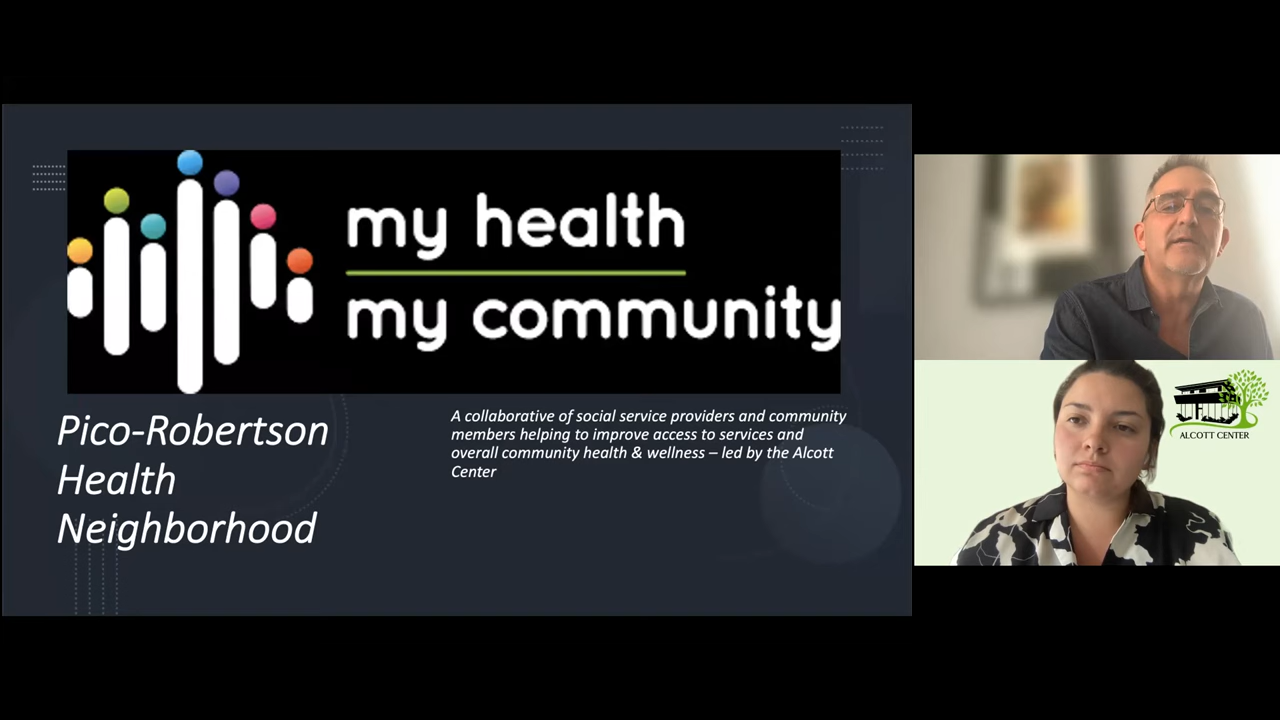 my health
my community
Pico-Robertson
Health
Neighborhood
A collaborative of social service providers and community
members helping to improve access to services and
overall community health & wellness – led by the Alcott
Center
ALCOTT CENTER